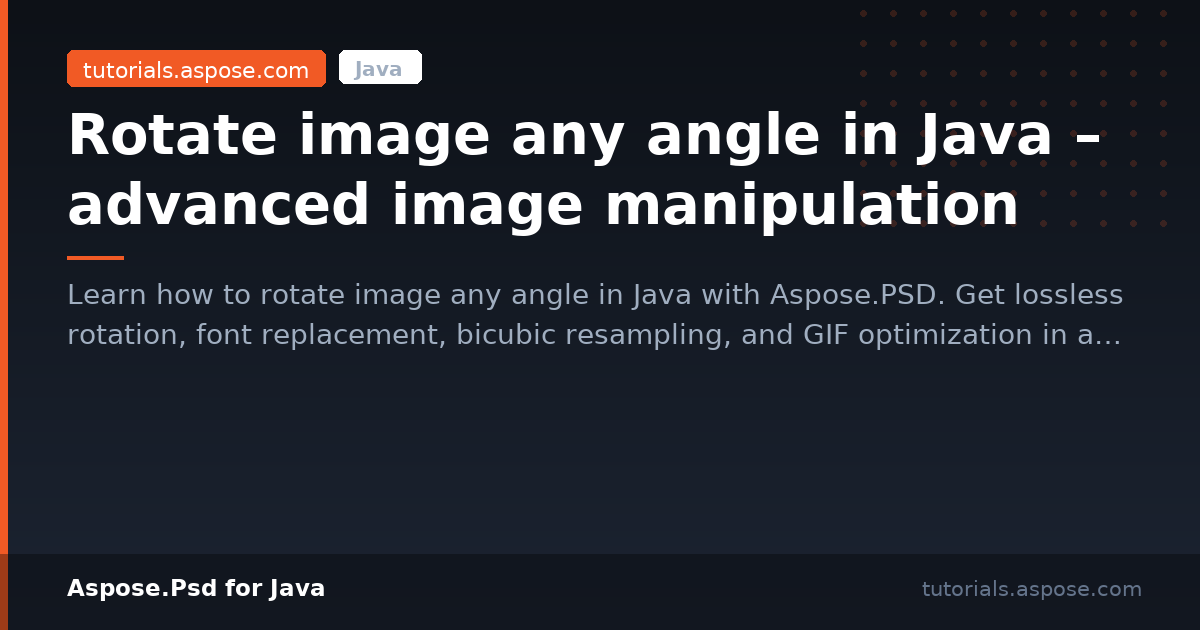 tutorials.aspose.com
Java
Rotate image any angle in Java –
advanced image manipulation
Learn how to rotate image any angle in Java with Aspose.PSD. Get lossless
rotation, font replacement, bicubic resampling, and GIF optimization in a...
Aspose.Psd for Java
tutorials.aspose.com